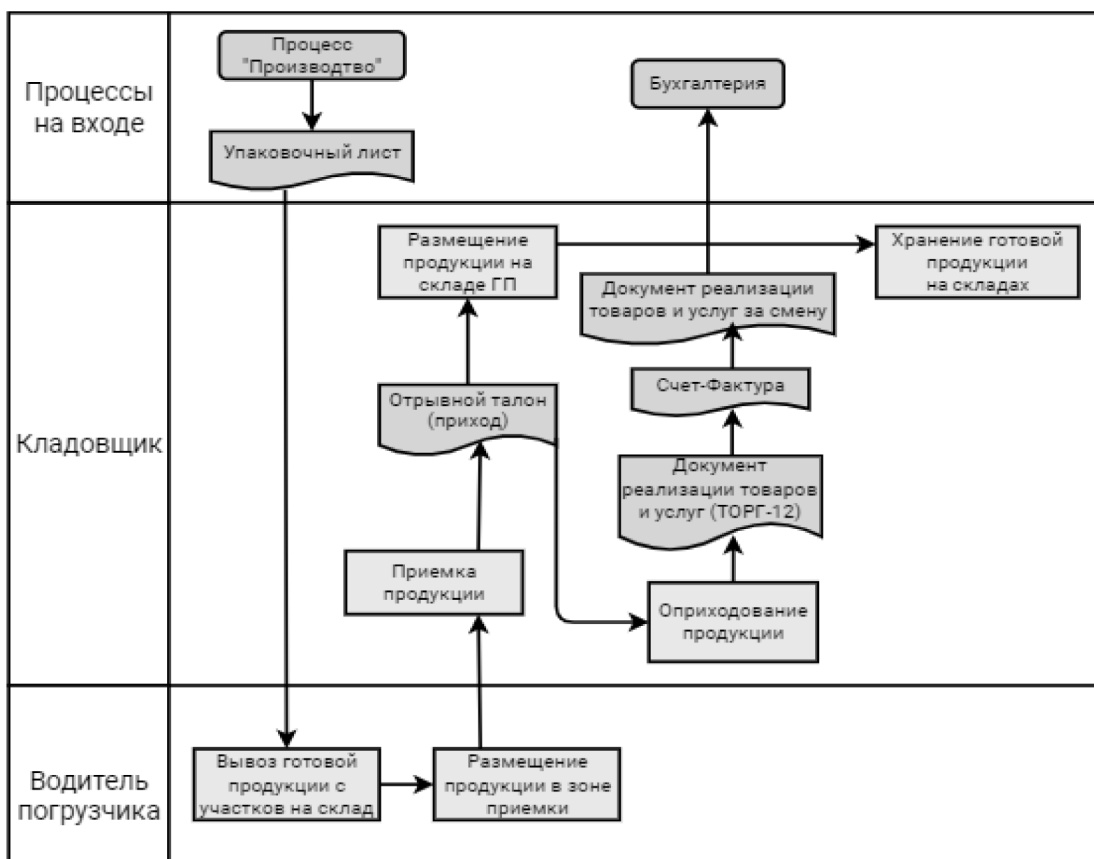 Процессы
на входе
Процесс
"Производтво"
Упаковочный лист
Бухгалтерия
Кладовщик
Размещение
продукции на
складе ГП
Хранение готовой
продукции
на складах
Документ реализации
товаров и услуг за смену
Отрывной талон
(приход)
Счет-Фактура
Документ
реализации товаров
и услуг (ТОРГ-12)
Приемка
продукции
Оприходование
продукции
Водитель
погрузчика
Вывоз готовой
продукции с
участков на склад
Размещение
продукции в зоне
приемки